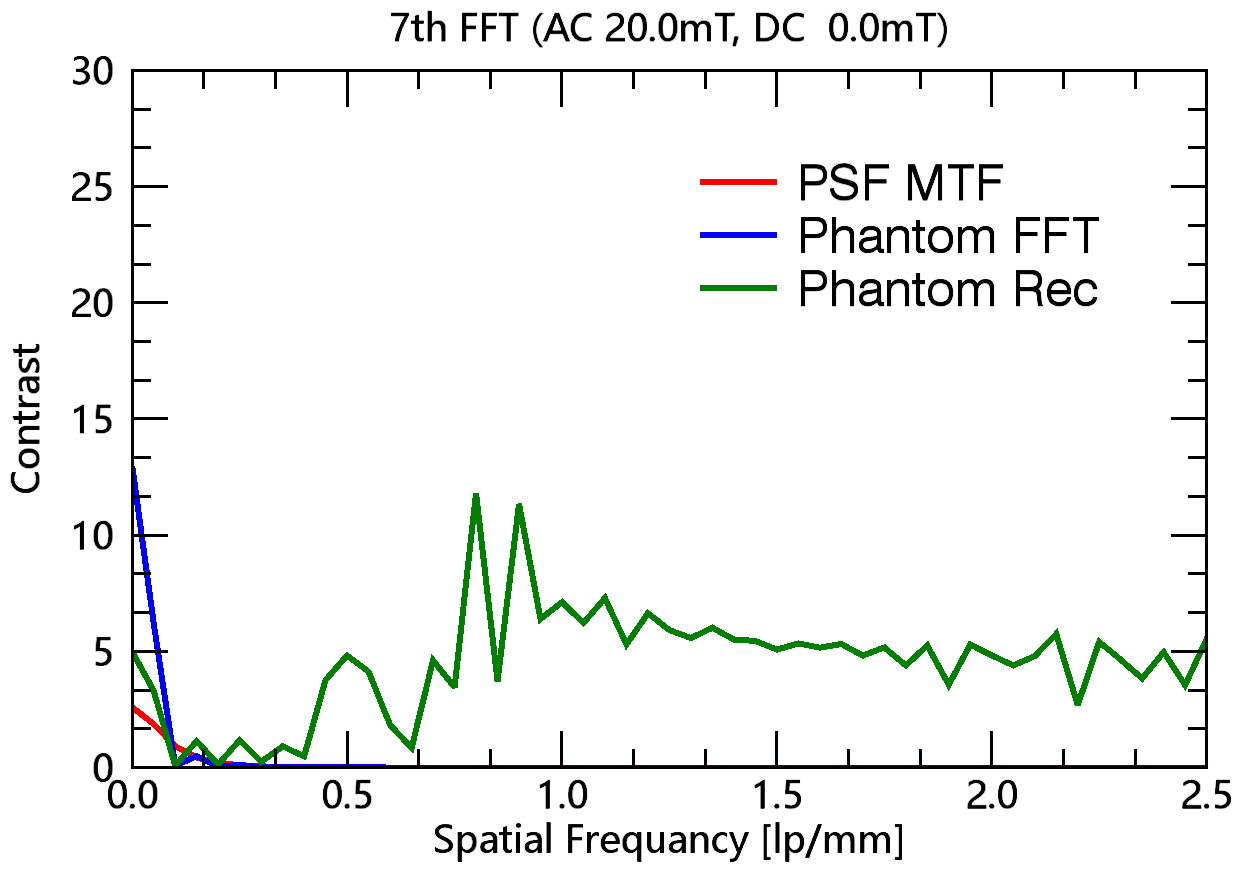 7th FFT (AC 20.0mT, DC  0.0mT)
30
25
20
15
10
5
0
Contrast
PSF MTF
Phantom FFT
Phantom Rec
0.0 0.5 1.0 1.5 2.0 2.5
Spatial Frequancy [lp/mm]